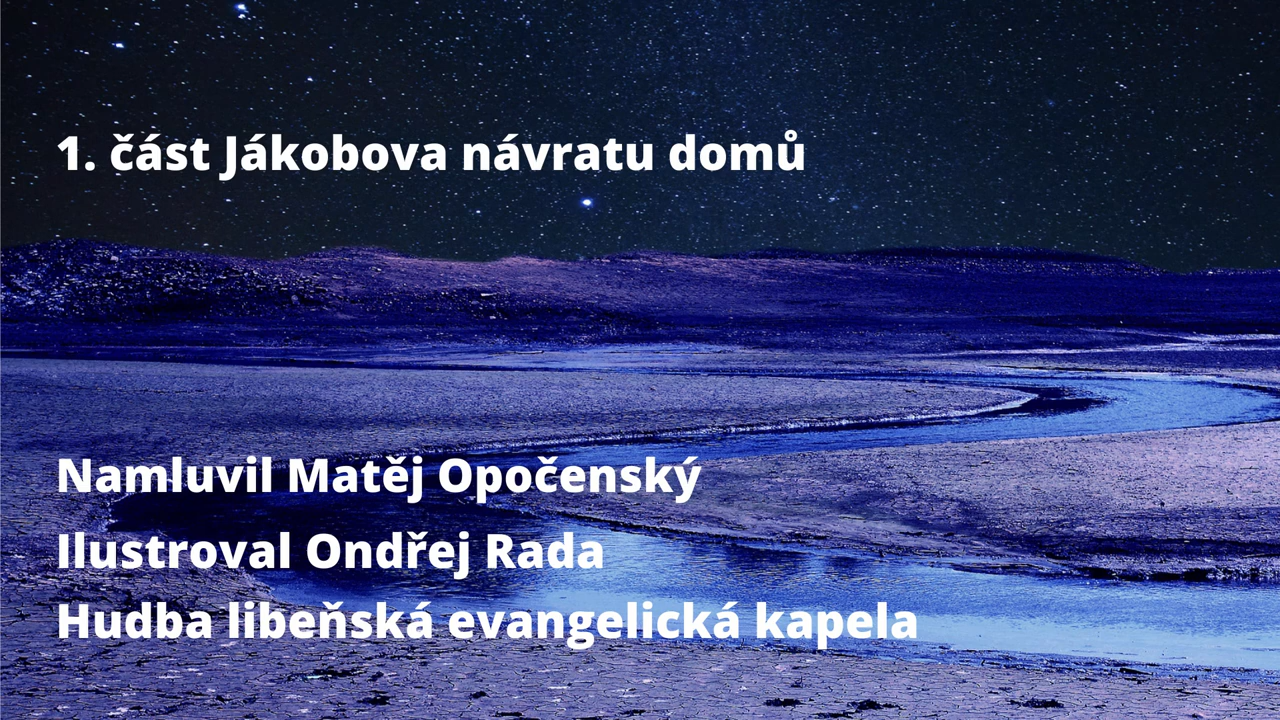 1. část Jákobova návratu domů
Namluvil Matěj Opočenský
Ilustroval Ondřej Rada
Hudba libeňská evangelická kapela